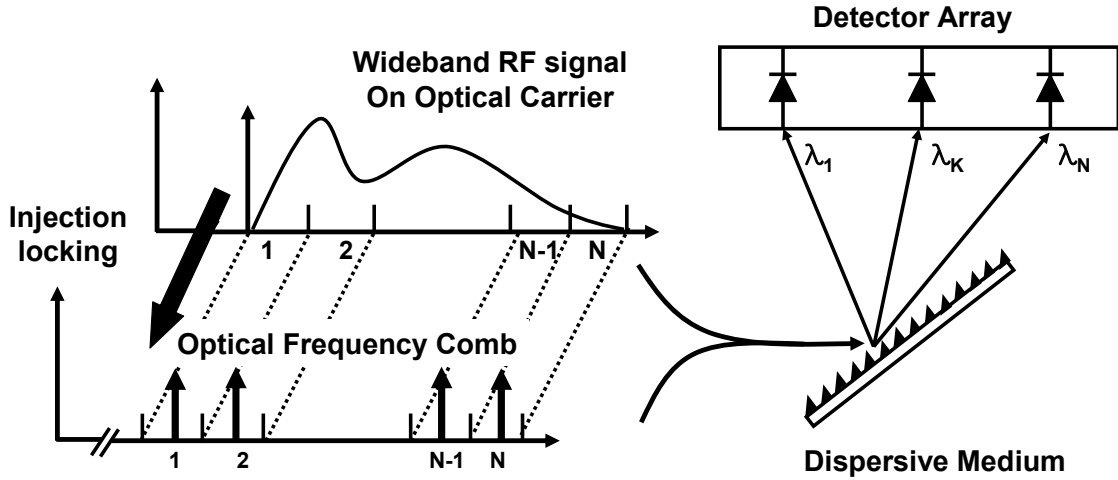 Detector Array
Wideband RF signal
On Optical Carrier
λ1
λK
λN
Injection
locking
1 2 N-1 N
Optical Frequency Comb
1 2 N-1 N
Dispersive Medium